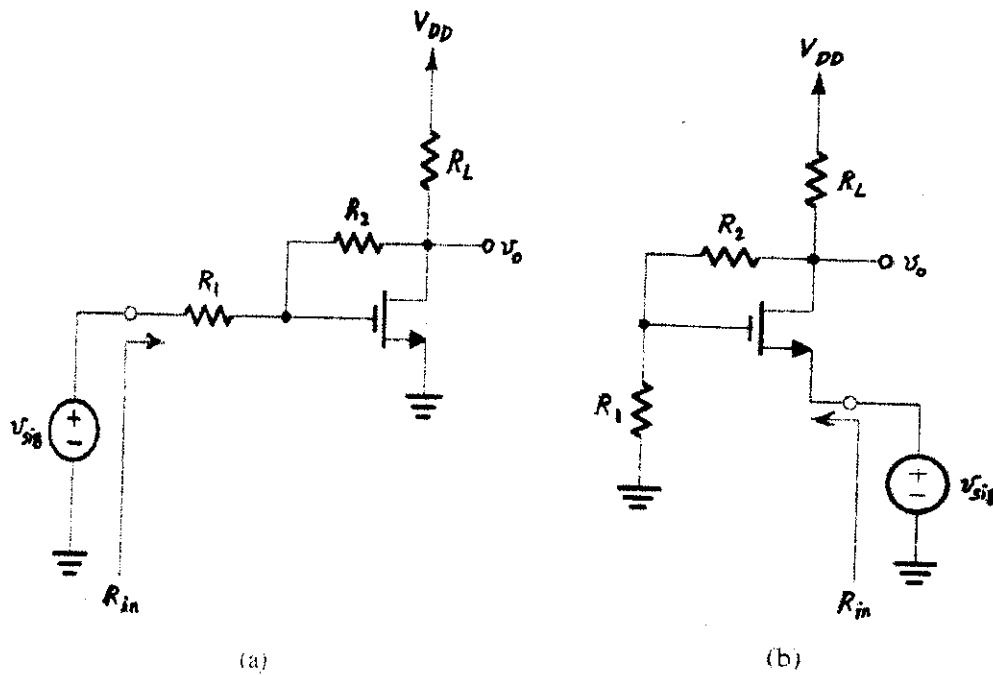 V_DD
R_L
R_2
v_o
R_1
v_sig
R_in
(a)
V_DD
R_L
R_2
v_o
R_1
v_sig
R_in
(b)